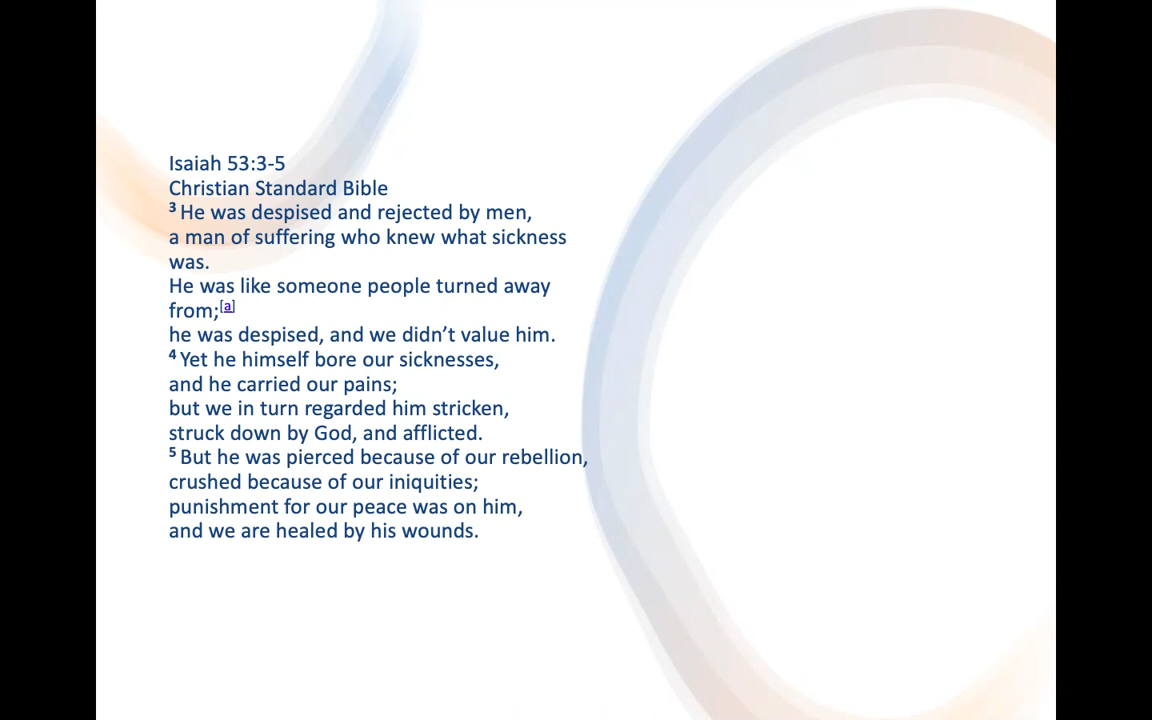 Isaiah 53:3-5
Christian Standard Bible
3 He was despised and rejected by men,
a man of suffering who knew what sickness
was.
He was like someone people turned away
from;[a]
he was despised, and we didn’t value him.
4 Yet he himself bore our sicknesses,
and he carried our pains;
but we in turn regarded him stricken,
struck down by God, and afflicted.
5 But he was pierced because of our rebellion,
crushed because of our iniquities;
punishment for our peace was on him,
and we are healed by his wounds.